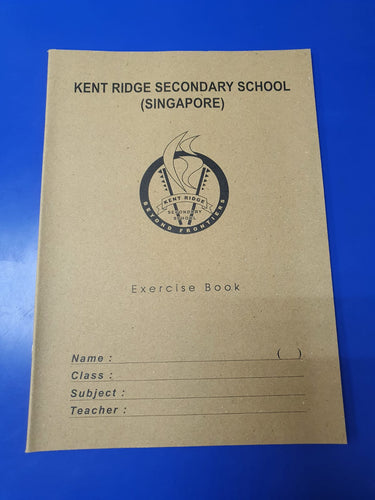 KENT RIDGE SECONDARY SCHOOL
(SINGAPORE)
KENT RIDGE
SECONDARY
SCHOOL
BEYOND FRONTIERS
Exercise Book
Name : ( )
Class :
Subject :
Teacher :